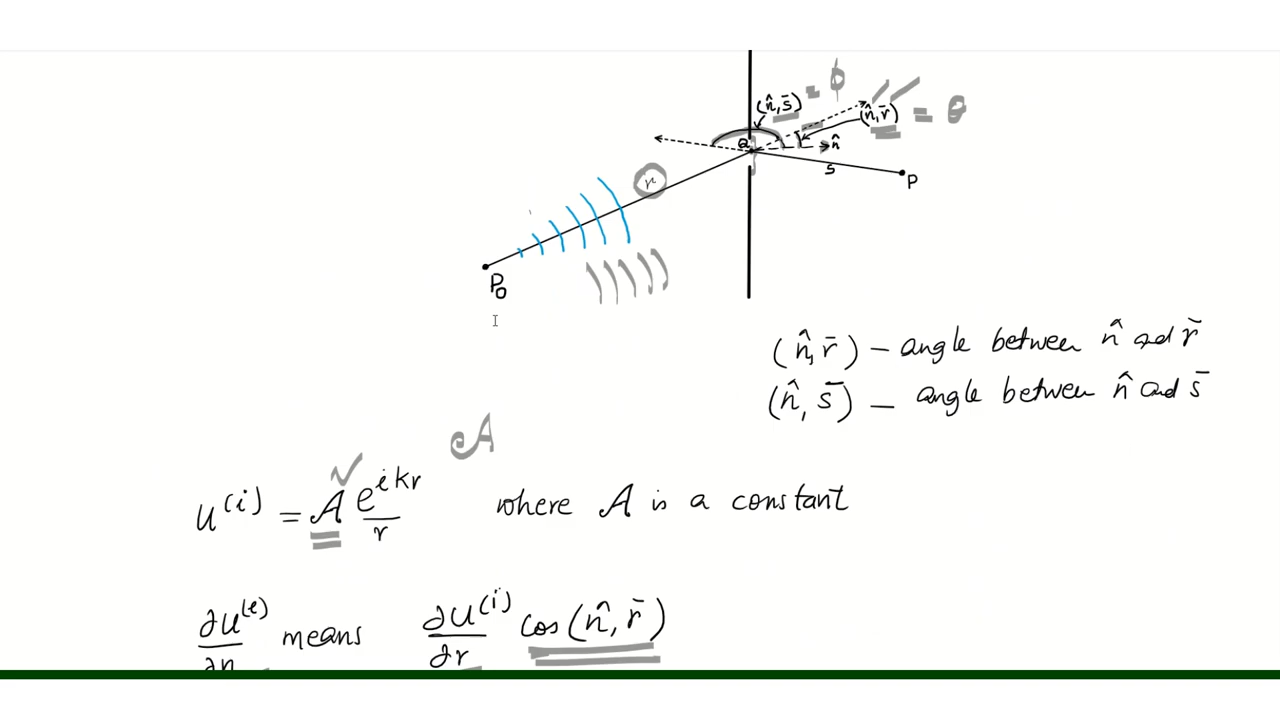 (n̂, s̄) = ϕ
(n̂, r̄) = θ
Q
n̂
r
s
P
P₀
(n̂, r̄) – angle between n̂ and r̄
(n̂, s̄) – angle between n̂ and s̄
A
u⁽ⁱ⁾ = A e^{ikr}/r where A is a constant
∂u⁽ⁱ⁾/∂n means ∂u⁽ⁱ⁾/∂r cos(n̂, r̄)